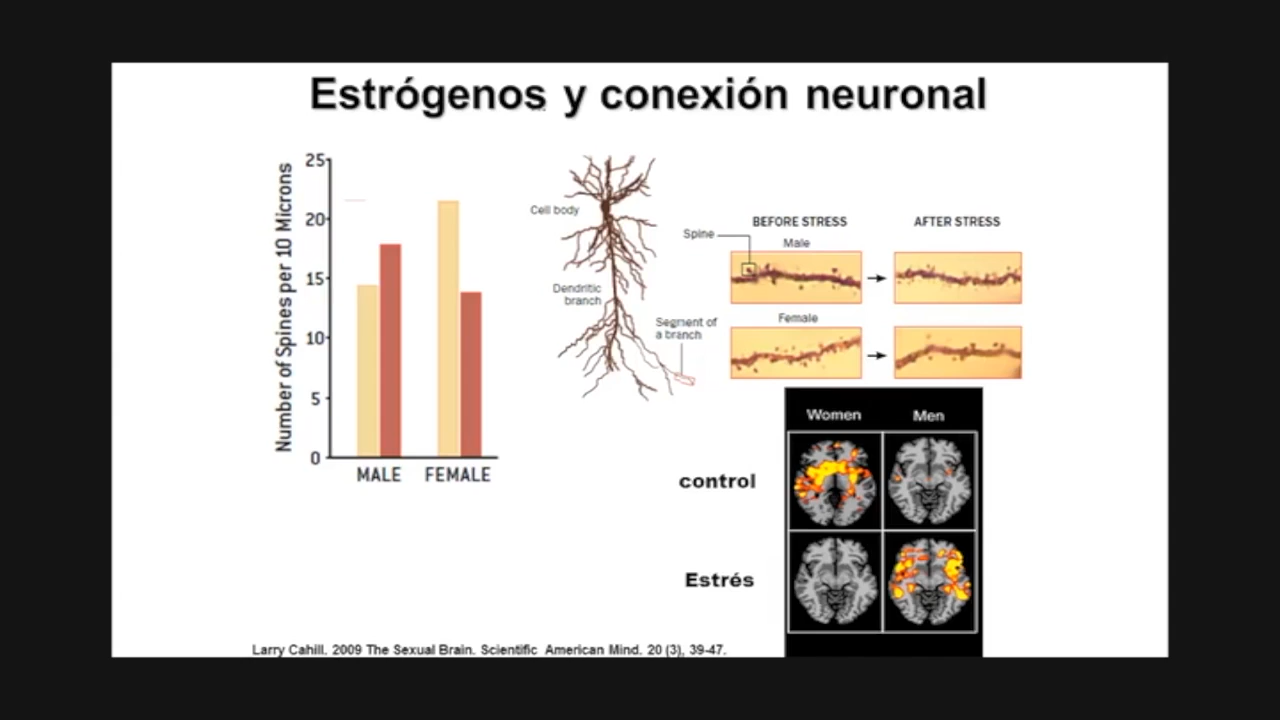 Estrógenos y conexión neuronal
Number of Spines per 10 Microns
25
20
15
10
5
0
MALE
FEMALE
Cell body
Dendritic
branch
Segment of
a branch
Spine
BEFORE STRESS
AFTER STRESS
Male
Female
Women
Men
control
Estrés
Larry Cahill. 2009 The Sexual Brain. Scientific American Mind. 20 (3), 39-47.